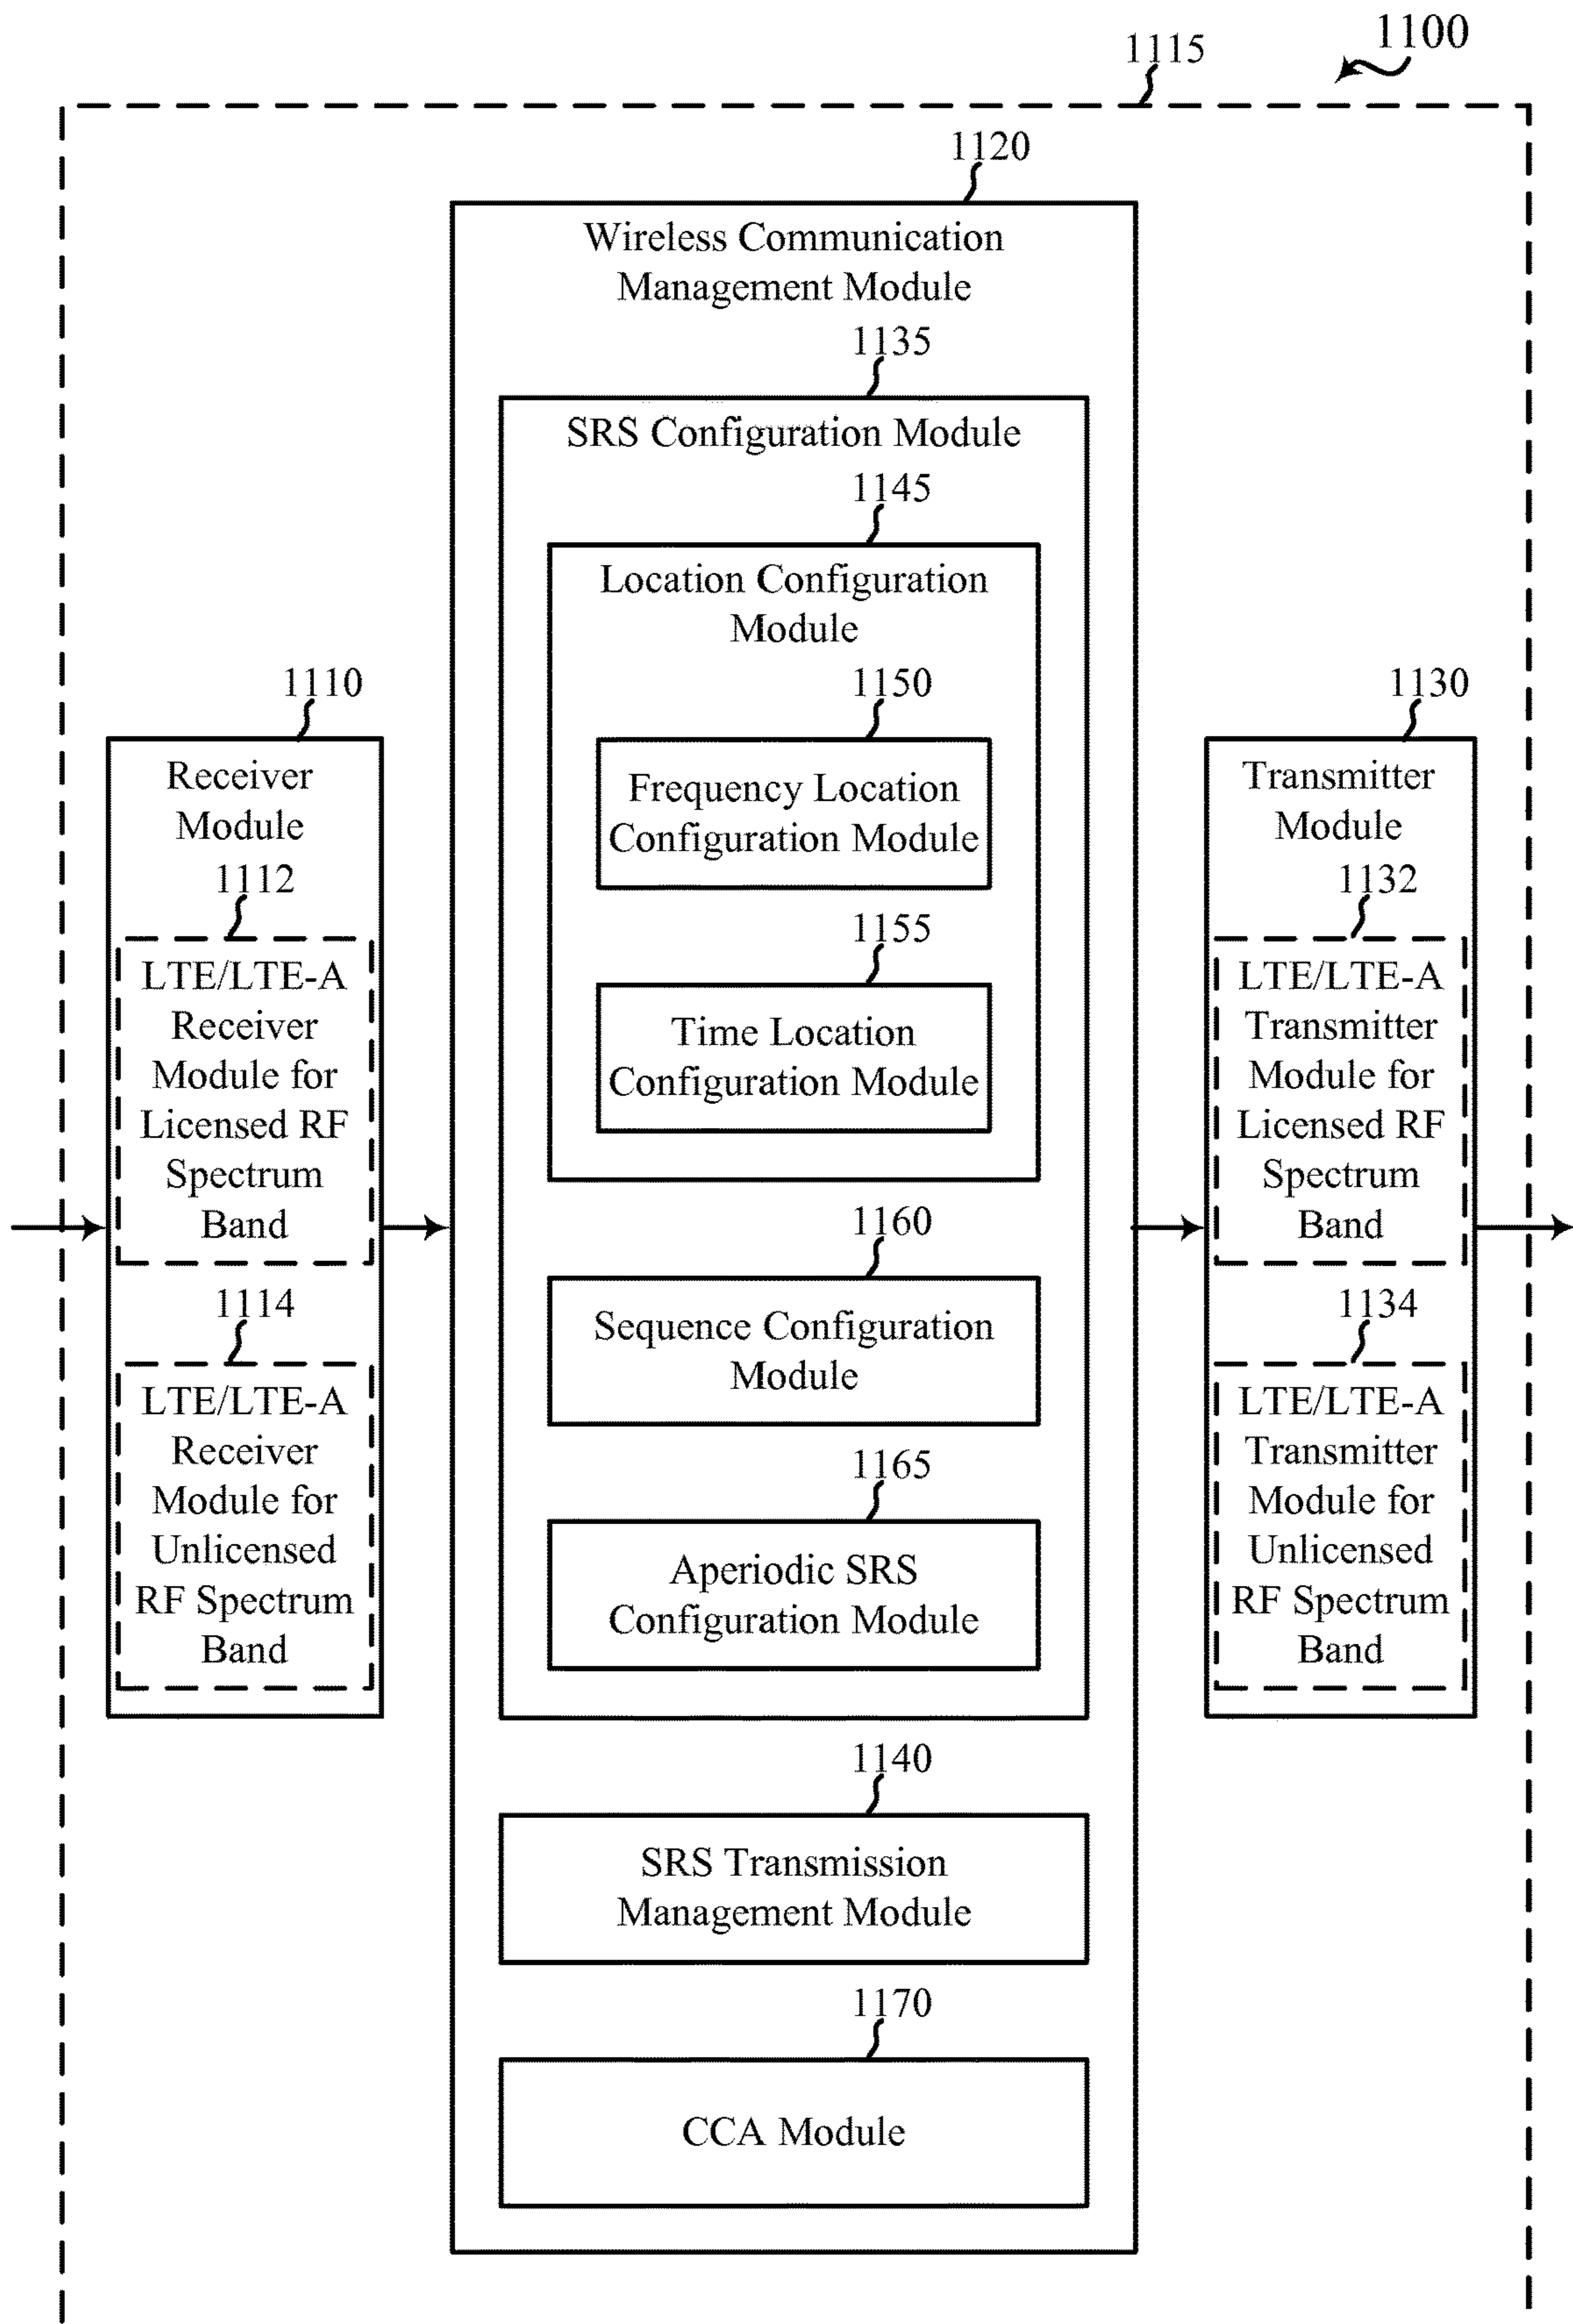 1100
1115
1120
Wireless Communication
Management Module
1135
SRS Configuration Module
1145
Location Configuration
Module
1150
Frequency Location
Configuration Module
1155
Time Location
Configuration Module
1160
Sequence Configuration
Module
1165
Aperiodic SRS
Configuration Module
1140
SRS Transmission
Management Module
1170
CCA Module
1110
Receiver
Module
1112
LTE/LTE-A
Receiver
Module for
Licensed RF
Spectrum
Band
1114
LTE/LTE-A
Receiver
Module for
Unlicensed
RF Spectrum
Band
1130
Transmitter
Module
1132
LTE/LTE-A
Transmitter
Module for
Licensed RF
Spectrum
Band
1134
LTE/LTE-A
Transmitter
Module for
Unlicensed
RF Spectrum
Band